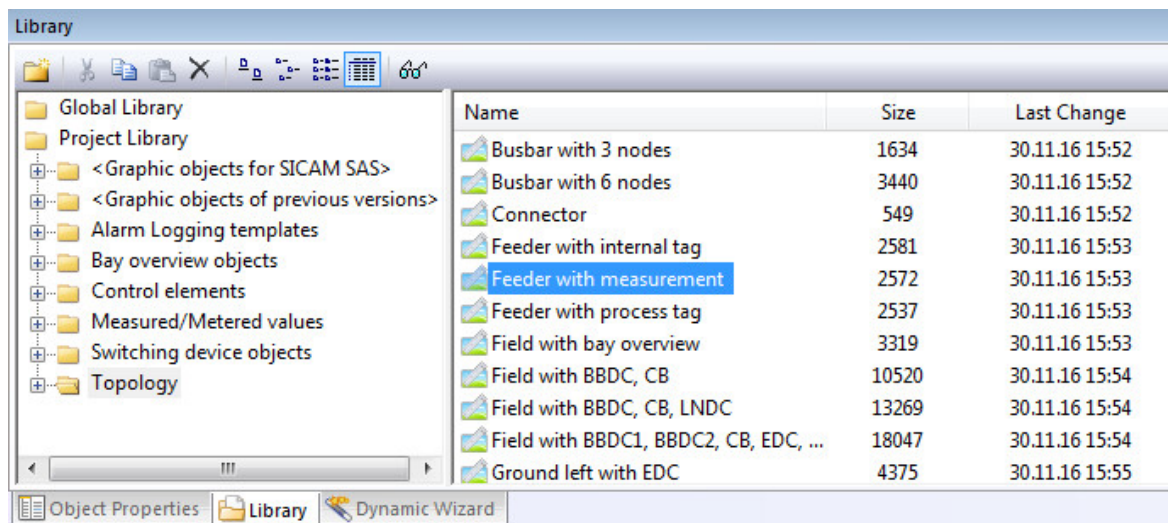 Library
Global Library
Project Library
<Graphic objects for SICAM SAS>
<Graphic objects of previous versions>
Alarm Logging templates
Bay overview objects
Control elements
Measured/Metered values
Switching device objects
Topology
Name Size Last Change
Busbar with 3 nodes 1634 30.11.16 15:52
Busbar with 6 nodes 3440 30.11.16 15:52
Connector 549 30.11.16 15:52
Feeder with internal tag 2581 30.11.16 15:53
Feeder with measurement 2572 30.11.16 15:53
Feeder with process tag 2537 30.11.16 15:53
Field with bay overview 3319 30.11.16 15:53
Field with BBDC, CB 10520 30.11.16 15:54
Field with BBDC, CB, LNDC 13269 30.11.16 15:54
Field with BBDC1, BBDC2, CB, EDC, ... 18047 30.11.16 15:54
Ground left with EDC 4375 30.11.16 15:55
Object Properties Library Dynamic Wizard